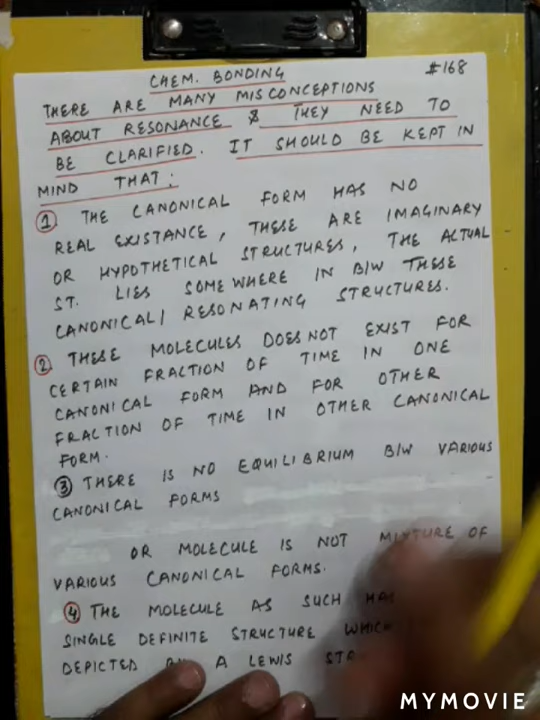 CHEM. BONDING #168
THERE ARE MANY MISCONCEPTIONS
ABOUT RESONANCE & THEY NEED TO
BE CLARIFIED. IT SHOULD BE KEPT IN
MIND THAT:
① THE CANONICAL FORM HAS NO
REAL EXISTANCE, THESE ARE IMAGINARY
OR HYPOTHETICAL STRUCTURES, THE ACTUAL
ST. LIES SOMEWHERE IN B/W THESE
CANONICAL/RESONATING STRUCTURES.
② THESE MOLECULES DOES NOT EXIST FOR
CERTAIN FRACTION OF TIME IN ONE
CANONICAL FORM AND FOR OTHER
FRACTION OF TIME IN OTHER CANONICAL
FORM.
③ THERE IS NO EQUILIBRIUM B/W VARIOUS
CANONICAL FORMS
OR MOLECULE IS NOT MIXTURE OF
VARIOUS CANONICAL FORMS.
④ THE MOLECULE AS SUCH
SINGLE DEFINITE STRUCTURE
DEPICTED A LEWIS
MYMOVIE